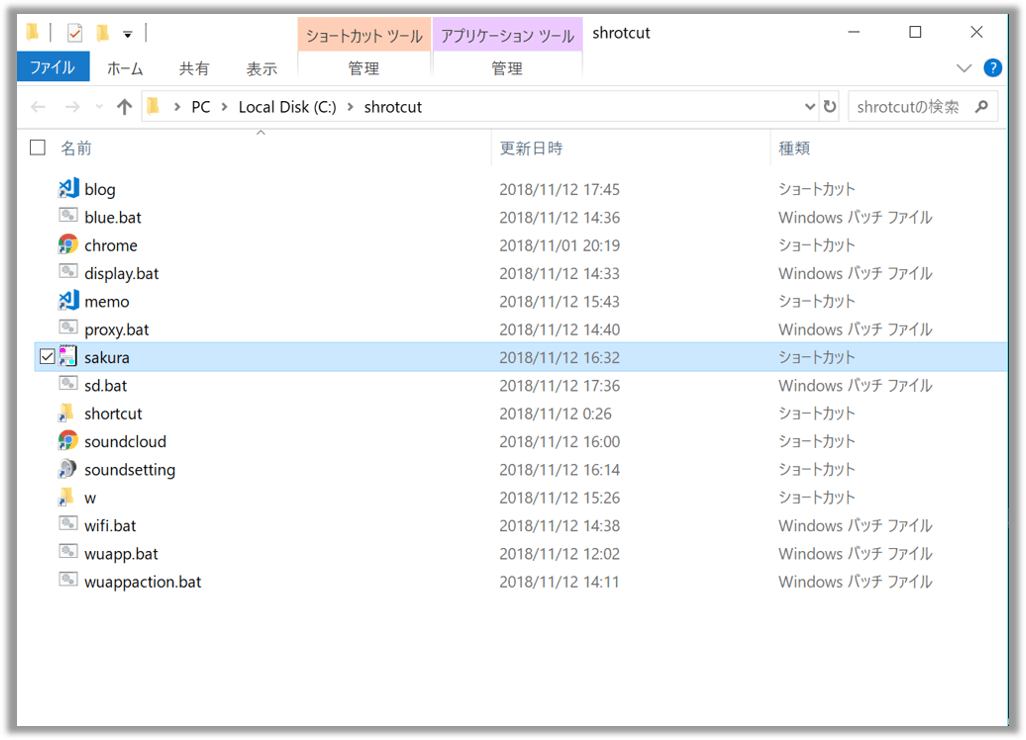 ショートカット ツール アプリケーション ツール shrotcut
ファイル ホーム 共有 表示 管理 管理 ?
PC > Local Disk (C:) > shrotcut shrotcutの検索
名前 更新日時 種類
blog 2018/11/12 17:45 ショートカット
blue.bat 2018/11/12 14:36 Windows バッチ ファイル
chrome 2018/11/01 20:19 ショートカット
display.bat 2018/11/12 14:33 Windows バッチ ファイル
memo 2018/11/12 15:43 ショートカット
proxy.bat 2018/11/12 14:40 Windows バッチ ファイル
sakura 2018/11/12 16:32 ショートカット
sd.bat 2018/11/12 17:36 Windows バッチ ファイル
shortcut 2018/11/12 0:26 ショートカット
soundcloud 2018/11/12 16:00 ショートカット
soundsetting 2018/11/12 16:14 ショートカット
w 2018/11/12 15:26 ショートカット
wifi.bat 2018/11/12 14:38 Windows バッチ ファイル
wuapp.bat 2018/11/12 12:02 Windows バッチ ファイル
wuappaction.bat 2018/11/12 14:11 Windows バッチ ファイル